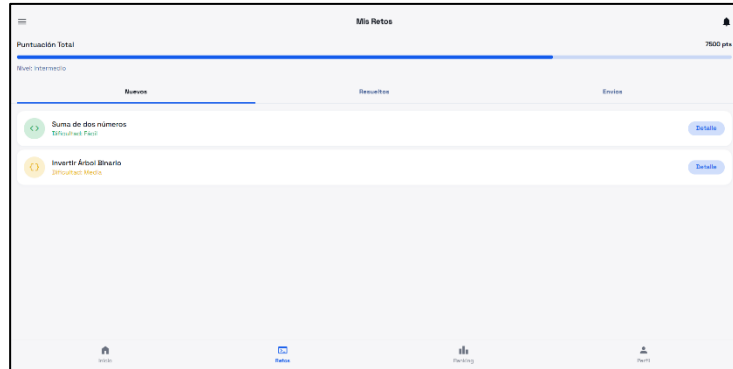 Mis Retos
Puntuación Total
7500 pts
Nivel: Intermedio
Nuevos
Resueltos
Envíos
Suma de dos números
Dificultad: Fácil
Detalle
Invertir Árbol Binario
Dificultad: Media
Detalle
Inicio
Retos
Ranking
Perfil